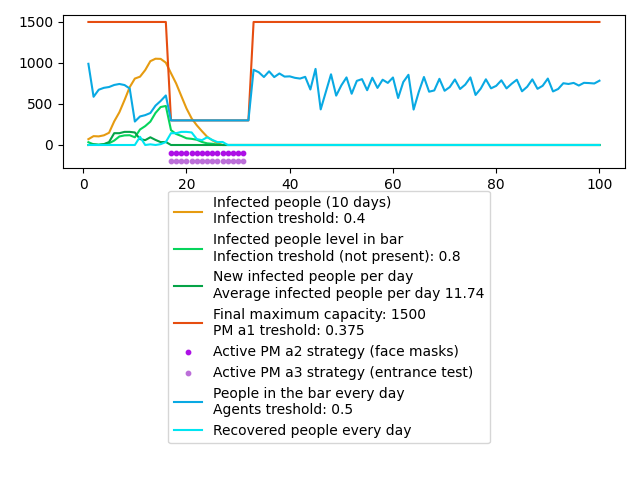 1500
1000
500
0
0
20
40
60
80
100
Infected people (10 days)
Infection treshold: 0.4
Infected people level in bar
Infection treshold (not present): 0.8
New infected people per day
Average infected people per day 11.74
Final maximum capacity: 1500
PM a1 treshold: 0.375
Active PM a2 strategy (face masks)
Active PM a3 strategy (entrance test)
People in the bar every day
Agents treshold: 0.5
Recovered people every day